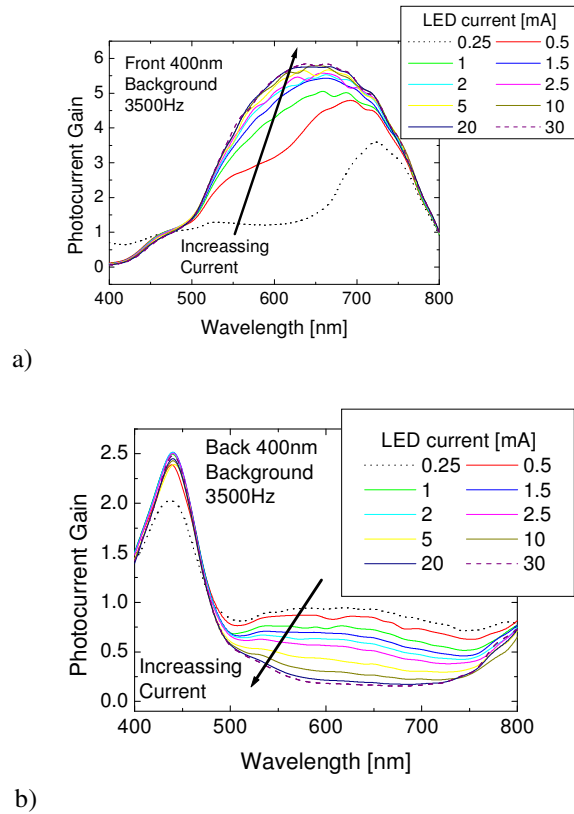 LED current [mA]
0.25 0.5
1 1.5
2 2.5
5 10
20 30
Front 400nm
Background
3500Hz
Increassing
Current
Photocurrent Gain
6
5
4
3
2
1
0
400 500 600 700 800
Wavelength [nm]
a)
LED current [mA]
0.25 0.5
1 1.5
2 2.5
5 10
20 30
Back 400nm
Background
3500Hz
Increassing
Current
Photocurrent Gain
2.5
2.0
1.5
1.0
0.5
0.0
400 500 600 700 800
Wavelength [nm]
b)